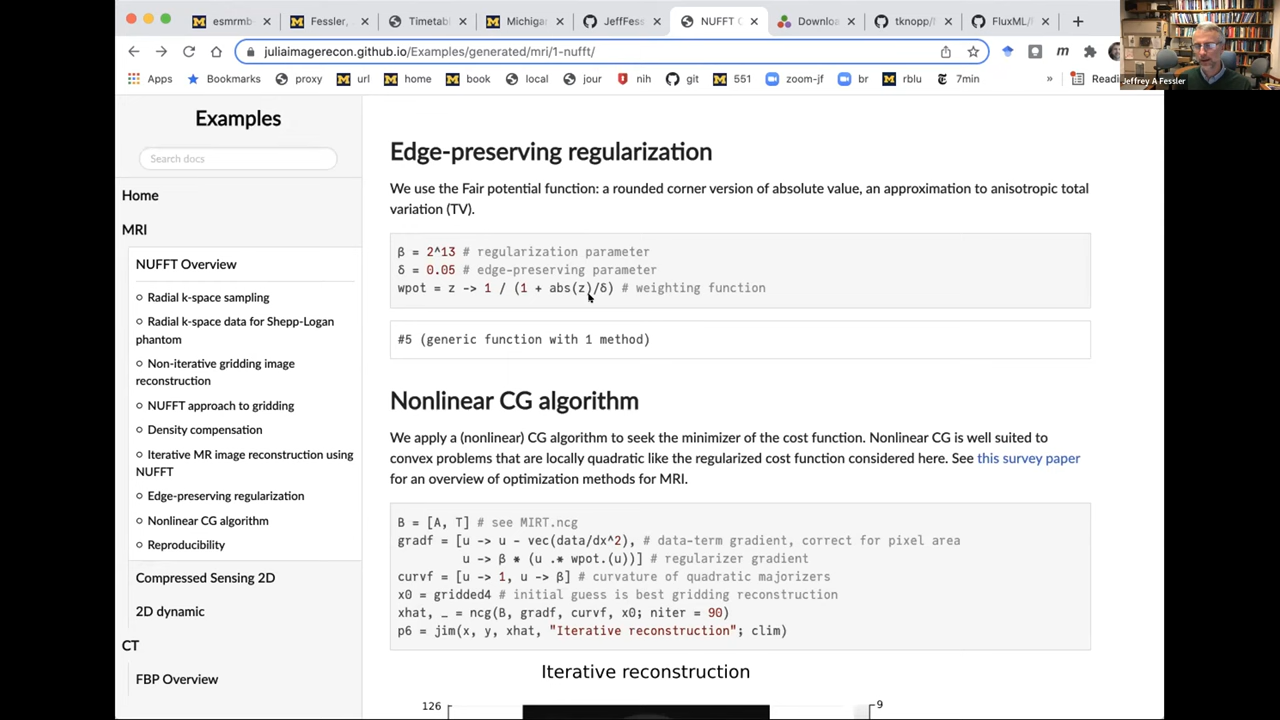 esmrmb
Fessler,
Timetab
Michigan
JeffFess
NUFFT O
Downlo
tknopp/
FluxML/
juliaimagerecon.github.io/Examples/generated/mri/1-nufft/
Apps Bookmarks proxy url home book local jour nih git 551 zoom-jf br rblu 7min » Readi
Jeffrey A Fessler
Examples
Search docs
Home
MRI
NUFFT Overview
Radial k-space sampling
Radial k-space data for Shepp-Logan
phantom
Non-iterative gridding image
reconstruction
NUFFT approach to gridding
Density compensation
Iterative MR image reconstruction using
NUFFT
Edge-preserving regularization
Nonlinear CG algorithm
Reproducibility
Compressed Sensing 2D
2D dynamic
CT
FBP Overview
Edge-preserving regularization
We use the Fair potential function: a rounded corner version of absolute value, an approximation to anisotropic total
variation (TV).
β = 2^13 # regularization parameter
δ = 0.05 # edge-preserving parameter
wpot = z -> 1 / (1 + abs(z)/δ) # weighting function
#5 (generic function with 1 method)
Nonlinear CG algorithm
We apply a (nonlinear) CG algorithm to seek the minimizer of the cost function. Nonlinear CG is well suited to
convex problems that are locally quadratic like the regularized cost function considered here. See this survey paper
for an overview of optimization methods for MRI.
B = [A, T] # see MIRT.ncg
gradf = [u -> u - vec(data/dx^2), # data-term gradient, correct for pixel area
u -> β * (u .* wpot.(u))] # regularizer gradient
curvf = [u -> 1, u -> β] # curvature of quadratic majorizers
x0 = gridded4 # initial guess is best gridding reconstruction
xhat, _ = ncg(B, gradf, curvf, x0; niter = 90)
p6 = jim(x, y, xhat, "Iterative reconstruction"; clim)
Iterative reconstruction
126
9